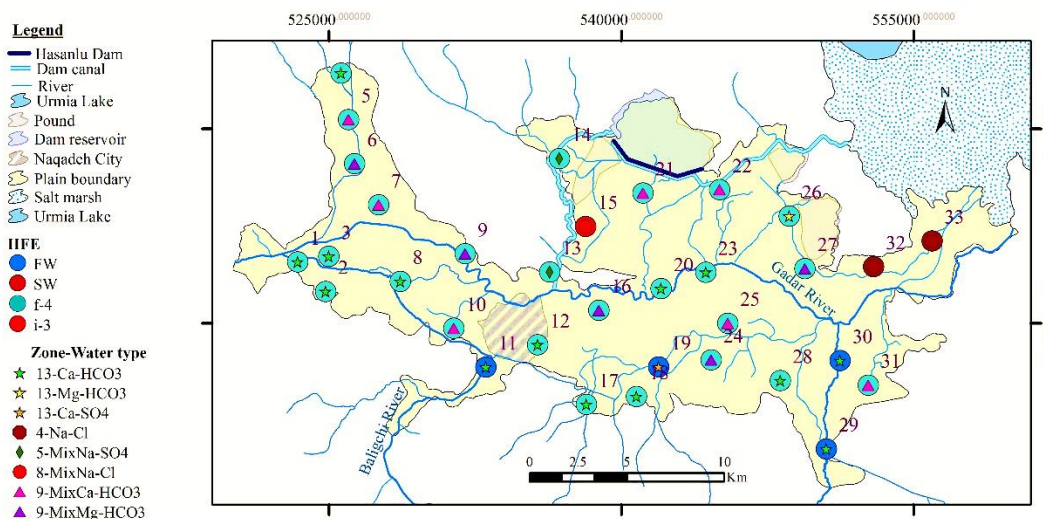 525000.000000
540000.000000
555000.000000
Legend
Hasanlu Dam
Dam canal
River
Urmia Lake
Pound
Dam reservoir
Naqadeh City
Plain boundary
Salt marsh
Urmia Lake
HFE
FW
SW
f-4
i-3
Zone-Water type
13-Ca-HCO3
13-Mg-HCO3
13-Ca-SO4
4-Na-Cl
5-MixNa-SO4
8-MixNa-Cl
9-MixCa-HCO3
9-MixMg-HCO3
N
5
6
7
14
21
22
15
26
33
9
13
23
27
32
1
3
2
8
20
Gadar River
16
10
12
25
30
11
19
24
28
31
17
18
29
Baligchi River
0
2.5
5
10
Km